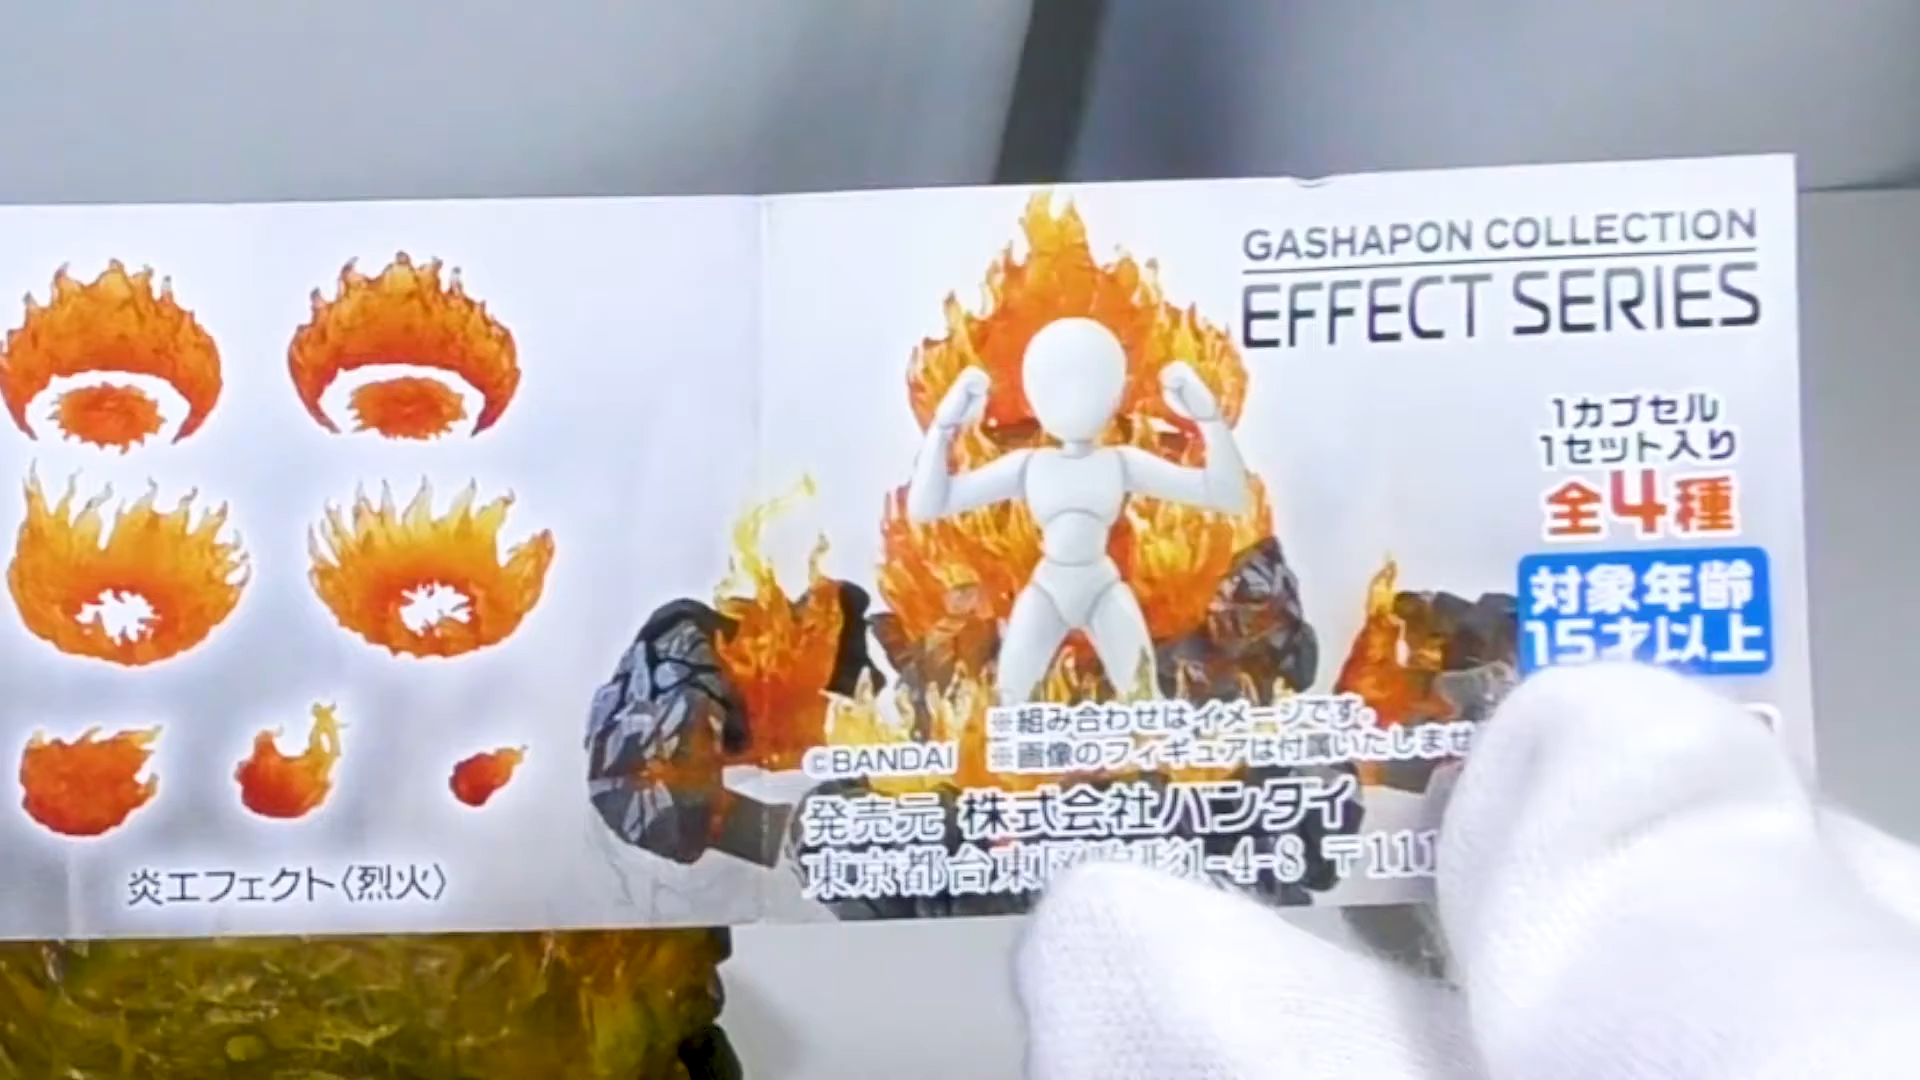 GASHAPON COLLECTION
EFFECT SERIES
1カプセル
1セット入り
全4種
対象年齢
15才以上
※組み合わせはイメージです。
©BANDAI ※画像のフィギュアは付属いたしませ
発売元 株式会社バンダイ
東京都台東区駒形1-4-8 〒111
炎エフェクト〈烈火〉